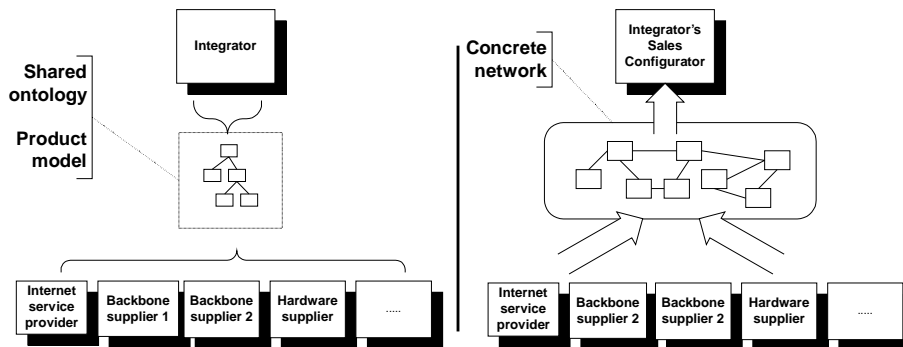 Integrator
Shared
ontology
Product
model
Internet
service
provider
Backbone
supplier 1
Backbone
supplier 2
Hardware
supplier
.....
Integrator's
Sales
Configurator
Concrete
network
Internet
service
provider
Backbone
supplier 2
Backbone
supplier 2
Hardware
supplier
.....